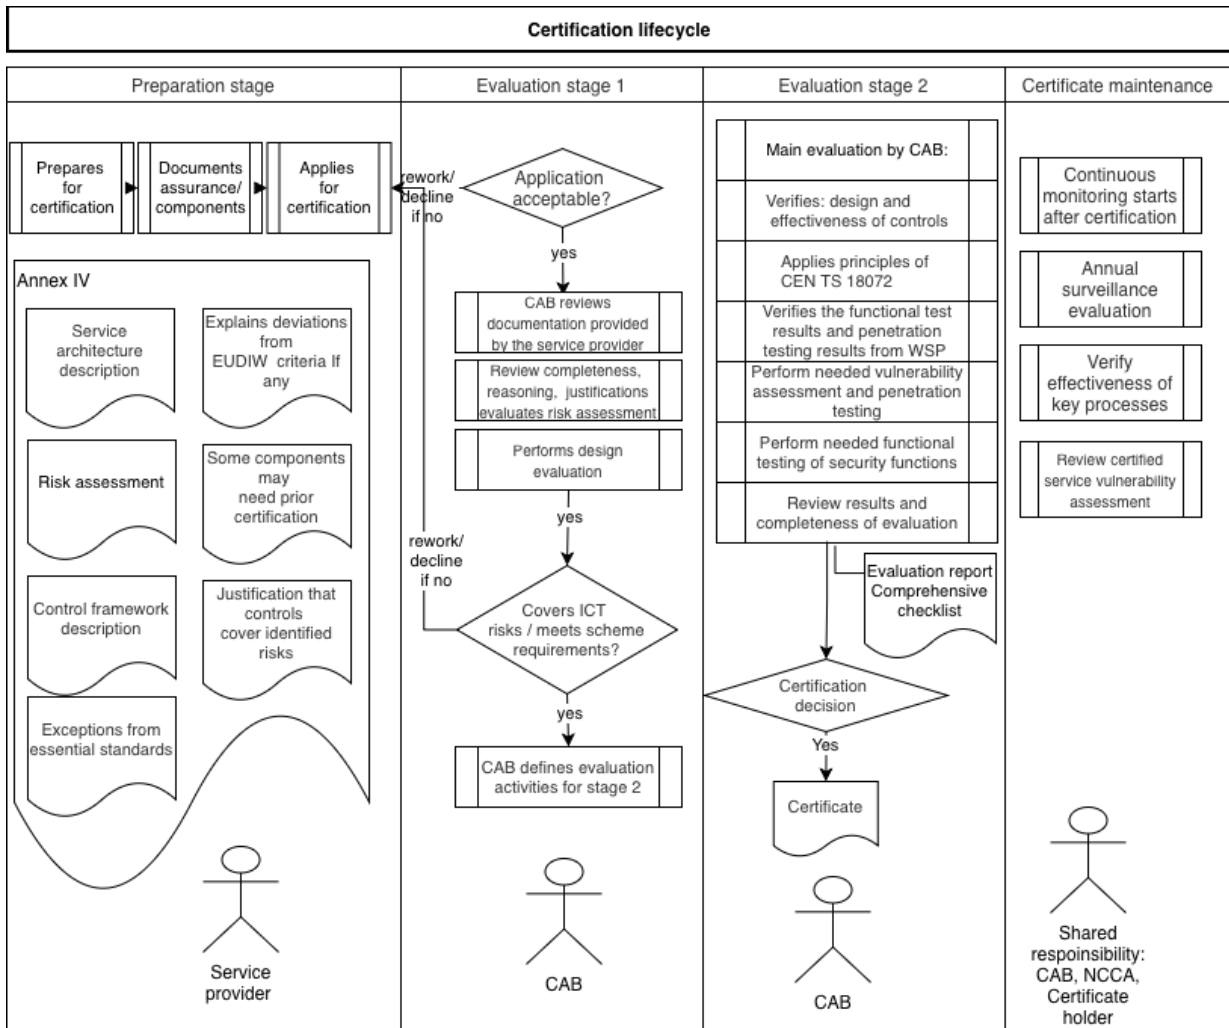 Certification lifecycle
Preparation stage
Evaluation stage 1
Evaluation stage 2
Certificate maintenance
Prepares
for
certification
Documents
assurance/
components
Applies
for
certification
Annex IV
Service
architecture
description
Explains deviations
from
EUDIW criteria If
any
Risk assessment
Some components
may
need prior
certification
Control framework
description
Justification that
controls
cover identified
risks
Exceptions from
essential standards
Service
provider
rework/
decline
if no
Application
acceptable?
yes
CAB reviews
documentation provided
by the service provider
Review completeness,
reasoning, justifications
evaluates risk assessment
Performs design
evaluation
yes
rework/
decline
if no
Covers ICT
risks / meets scheme
requirements?
yes
CAB defines evaluation
activities for stage 2
CAB
Main evaluation by CAB:
Verifies: design and
effectiveness of controls
Applies principles of
CEN TS 18072
Verifies the functional test
results and penetration
testing results from WSP
Perform needed vulnerability
assessment and penetration
testing
Perform needed functional
testing of security functions
Review results and
completeness of evaluation
Evaluation report
Comprehensive
checklist
Certification
decision
Yes
Certificate
CAB
Continuous
monitoring starts
after certification
Annual
surveillance
evaluation
Verify
effectiveness of
key processes
Review certified
service vulnerability
assessment
Shared
respoinsibility:
CAB, NCCA,
Certificate
holder